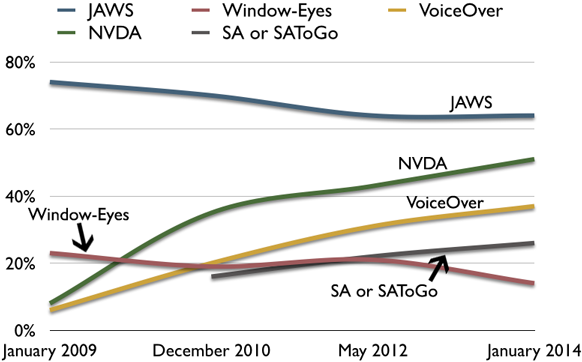 JAWS Window-Eyes VoiceOver
NVDA SA or SAToGo
80%
JAWS
60%
NVDA
40%
VoiceOver
Window-Eyes
20%
SA or SAToGo
0%
January 2009 December 2010 May 2012 January 2014